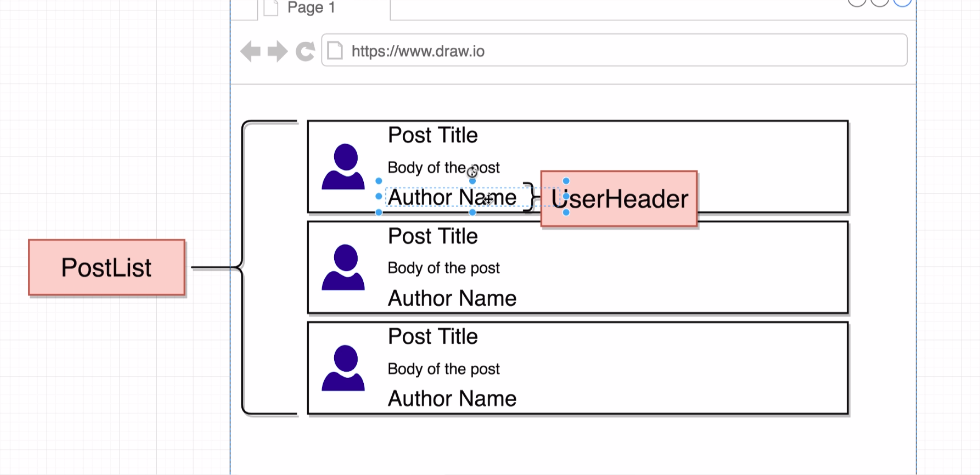 Page 1
https://www.draw.io
Post Title
Body of the post
Author Name
UserHeader
Post Title
Body of the post
Author Name
PostList
Post Title
Body of the post
Author Name